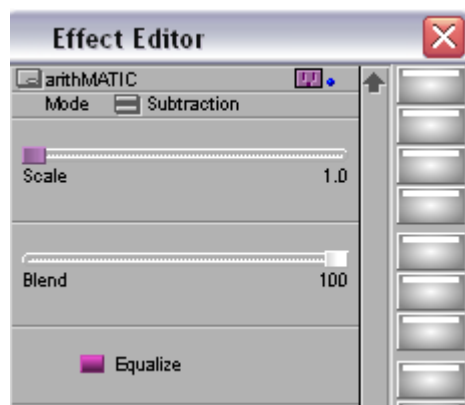 Effect Editor
arithMATIC
Mode Subtraction
Scale 1.0
Blend 100
Equalize